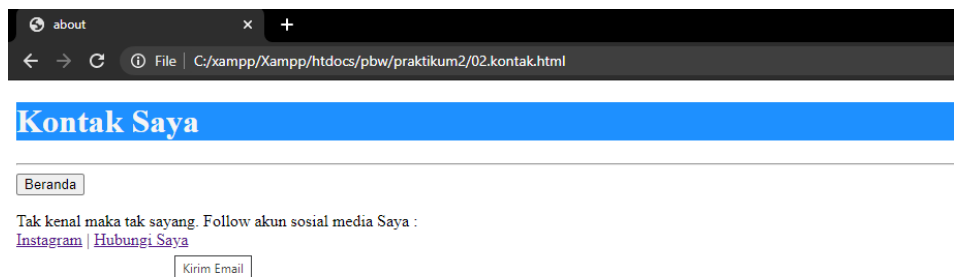 about
File | C:/xampp/Xampp/htdocs/pbw/praktikum2/02.kontak.html
Kontak Saya
Beranda
Tak kenal maka tak sayang. Follow akun sosial media Saya :
Instagram | Hubungi Saya
Kirim Email